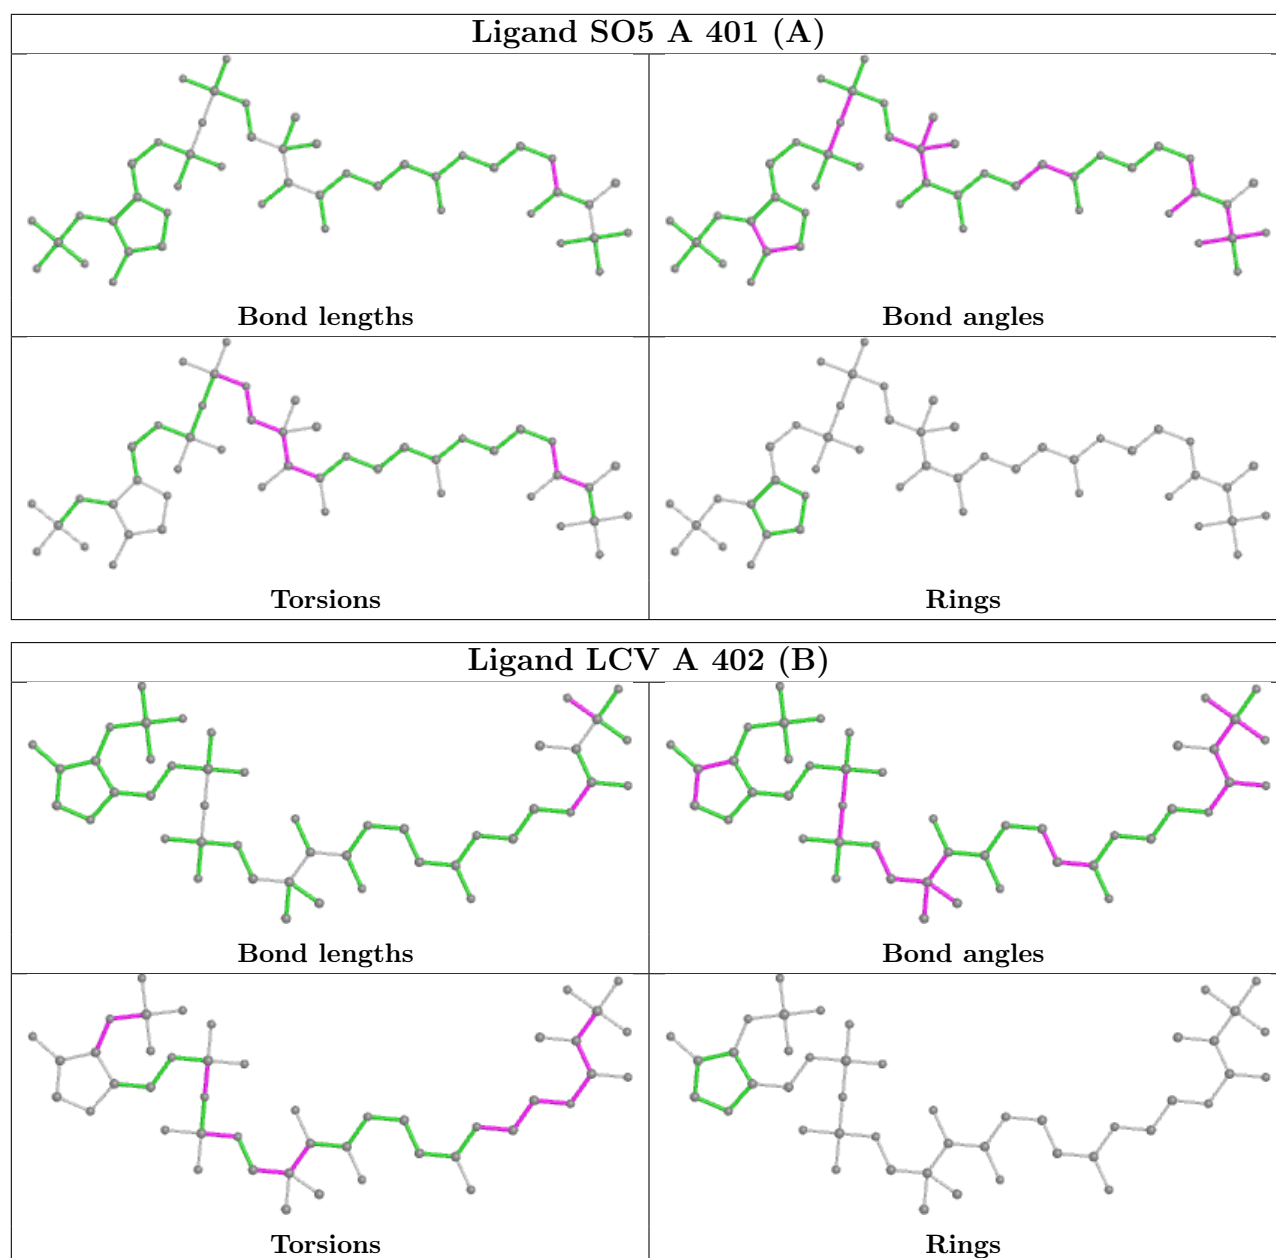 Ligand SO5 A 401 (A)
Bond lengths
Bond angles
Torsions
Rings
Ligand LCV A 402 (B)
Bond lengths
Bond angles
Torsions
Rings